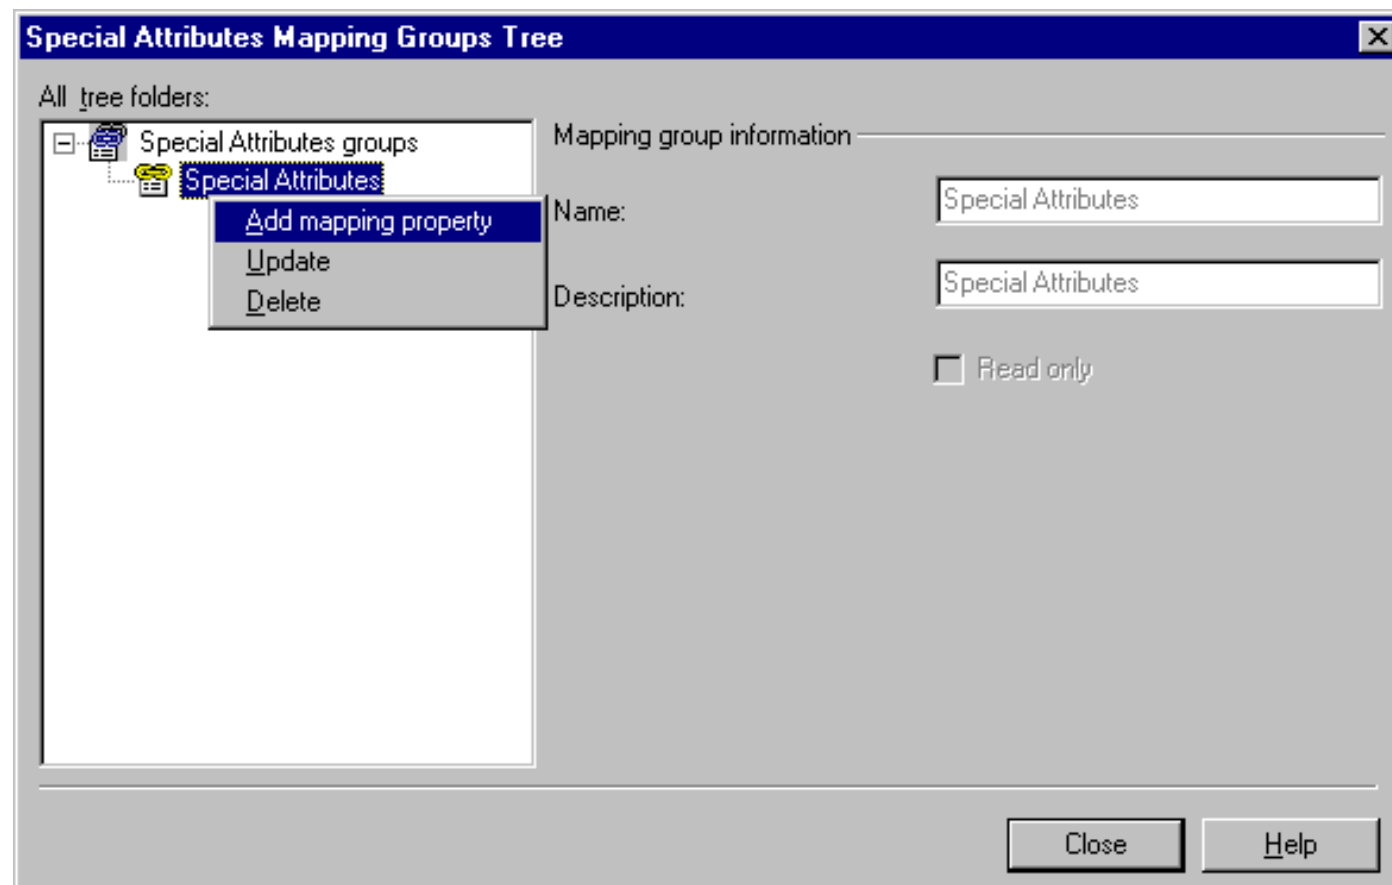 Special Attributes Mapping Groups Tree
All tree folders:
Special Attributes groups
Special Attributes
Add mapping property
Update
Delete
Mapping group information
Name:
Special Attributes
Description:
Special Attributes
Read only
Close
Help